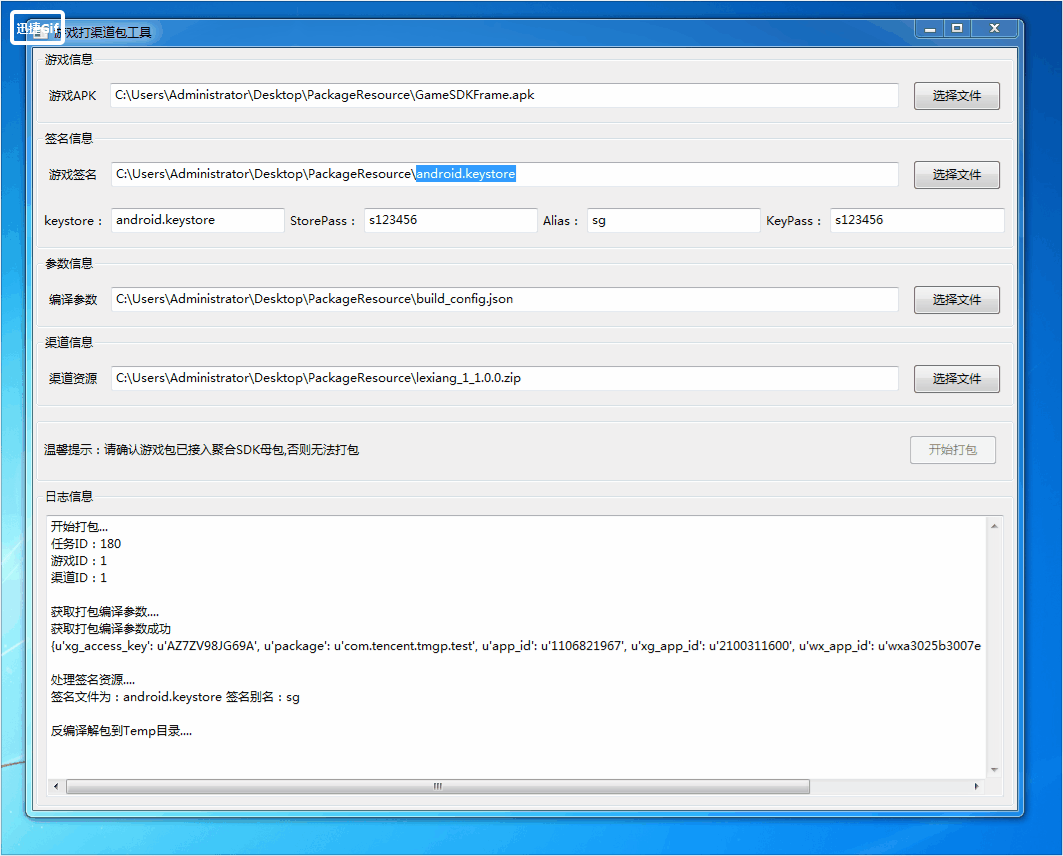 迅捷Gif
游戏打渠道包工具
游戏信息
游戏APK C:\Users\Administrator\Desktop\PackageResource\GameSDKFrame.apk 选择文件
签名信息
游戏签名 C:\Users\Administrator\Desktop\PackageResource\android.keystore 选择文件
keystore： android.keystore StorePass： s123456 Alias： sg KeyPass： s123456
参数信息
编译参数 C:\Users\Administrator\Desktop\PackageResource\build_config.json 选择文件
渠道信息
渠道资源 C:\Users\Administrator\Desktop\PackageResource\lexiang_1_1.0.0.zip 选择文件
温馨提示：请确认游戏包已接入聚合SDK母包,否则无法打包 开始打包
日志信息
开始打包...
任务ID：180
游戏ID：1
渠道ID：1
获取打包编译参数....
获取打包编译参数成功
{u'xg_access_key': u'AZ7ZV98JG69A', u'package': u'com.tencent.tmgp.test', u'app_id': u'1106821967', u'xg_app_id': u'2100311600', u'wx_app_id': u'wxa3025b3007e
处理签名资源....
签名文件为：android.keystore 签名别名：sg
反编译解包到Temp目录....